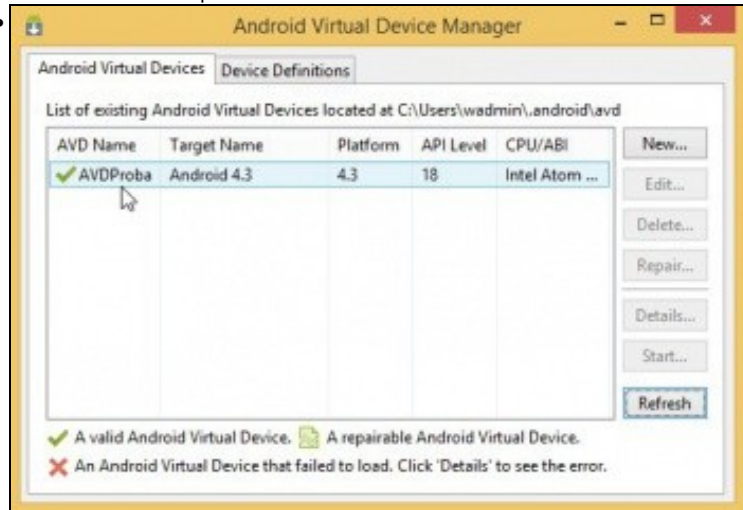 Android Virtual Device Manager
Android Virtual Devices Device Definitions
List of existing Android Virtual Devices located at C:\Users\wadmin\.android\avd
AVD Name Target Name Platform API Level CPU/ABI New...
AVDProba Android 4.3 4.3 18 Intel Atom ... Edit...
Delete...
Repair...
Details...
Start...
Refresh
A valid Android Virtual Device. A repairable Android Virtual Device.
An Android Virtual Device that failed to load. Click 'Details' to see the error.